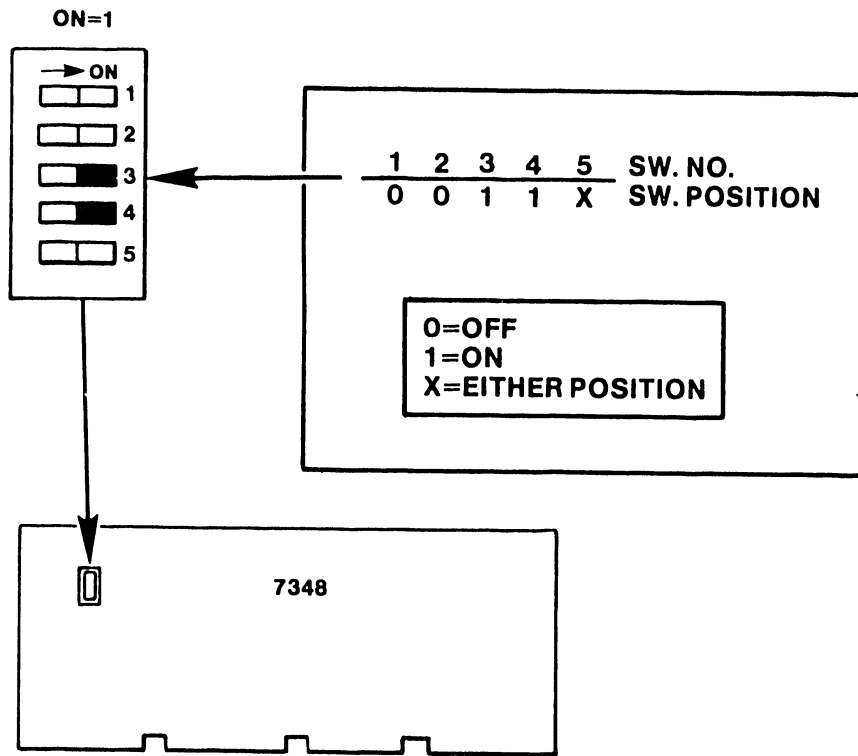 ON=1
→ ON
1
2
3
4
5
1 2 3 4 5 SW. NO.
0 0 1 1 X SW. POSITION
0=OFF
1=ON
X=EITHER POSITION
7348